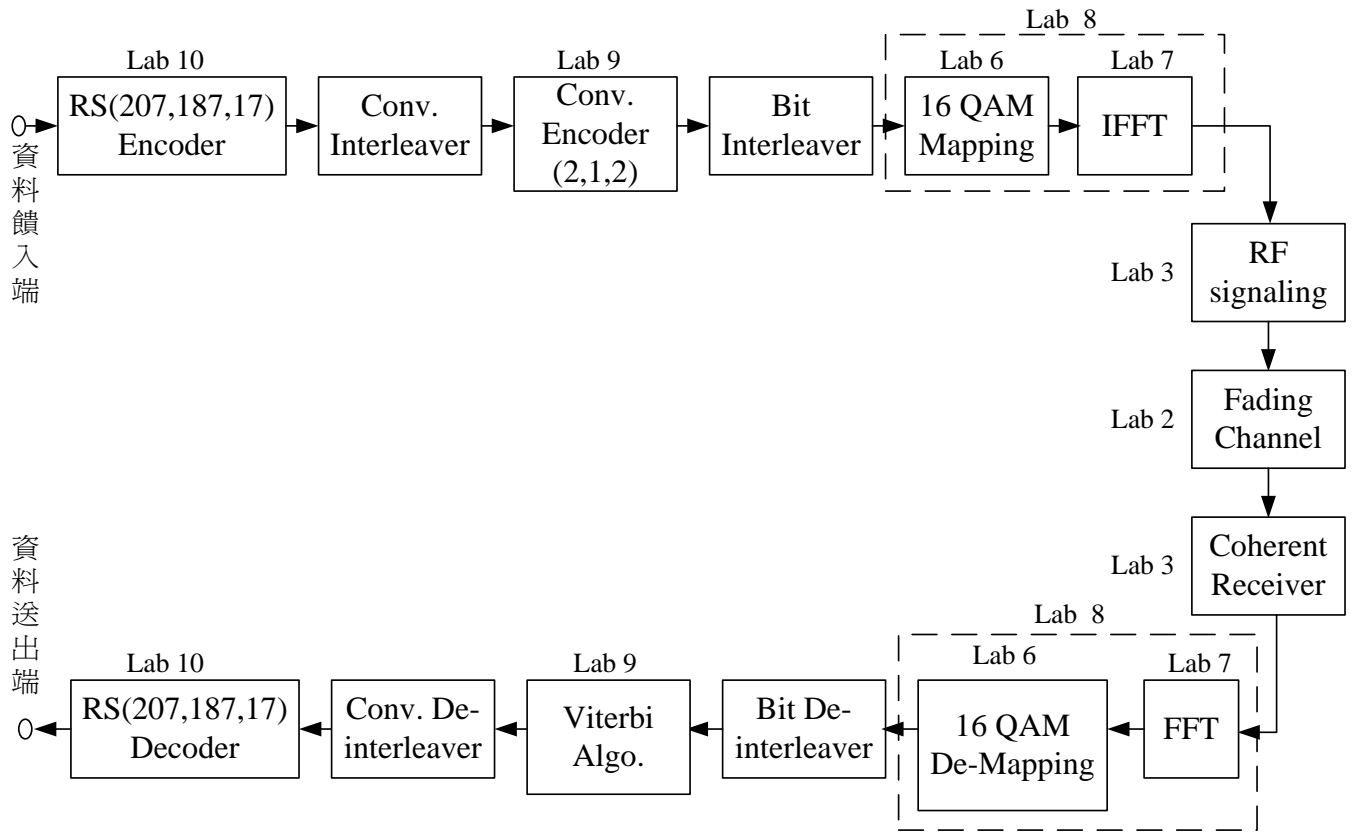 Lab 8
Lab 10
Lab 9
Lab 6
Lab 7
RS(207,187,17)
Encoder
Conv.
Interleaver
Conv.
Encoder
(2,1,2)
Bit
Interleaver
16 QAM
Mapping
IFFT
資料饋入端
Lab 3
RF
signaling
Lab 2
Fading
Channel
Lab 3
Coherent
Receiver
資料送出端
Lab 8
Lab 10
Lab 9
Lab 6
Lab 7
RS(207,187,17)
Decoder
Conv. De-
interleaver
Viterbi
Algo.
Bit De-
interleaver
16 QAM
De-Mapping
FFT